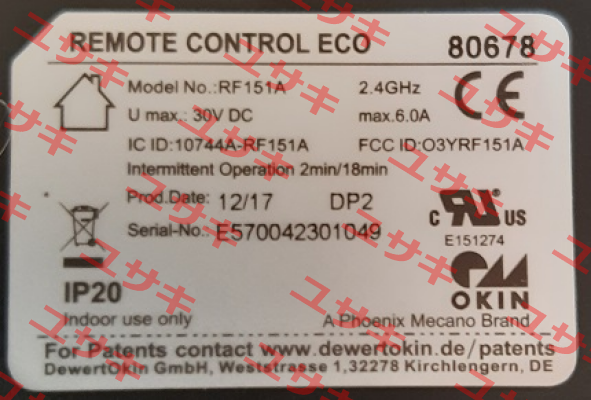 REMOTE CONTROL ECO 80678
Model No.:RF151A 2.4GHz
U max.: 30V DC max.6.0A
IC ID:10744A-RF151A FCC ID:O3YRF151A
Intermittent Operation 2min/18min
Prod.Date: 12/17 DP2
Serial-No.: E570042301049
CE
c RU US
E151274
IP20
OKIN
Indoor use only A Phoenix Mecano Brand
For Patents contact www.dewertokin.de/patents
DewertOkin GmbH, Weststrasse 1,32278 Kirchlengern, DE
ユサキ